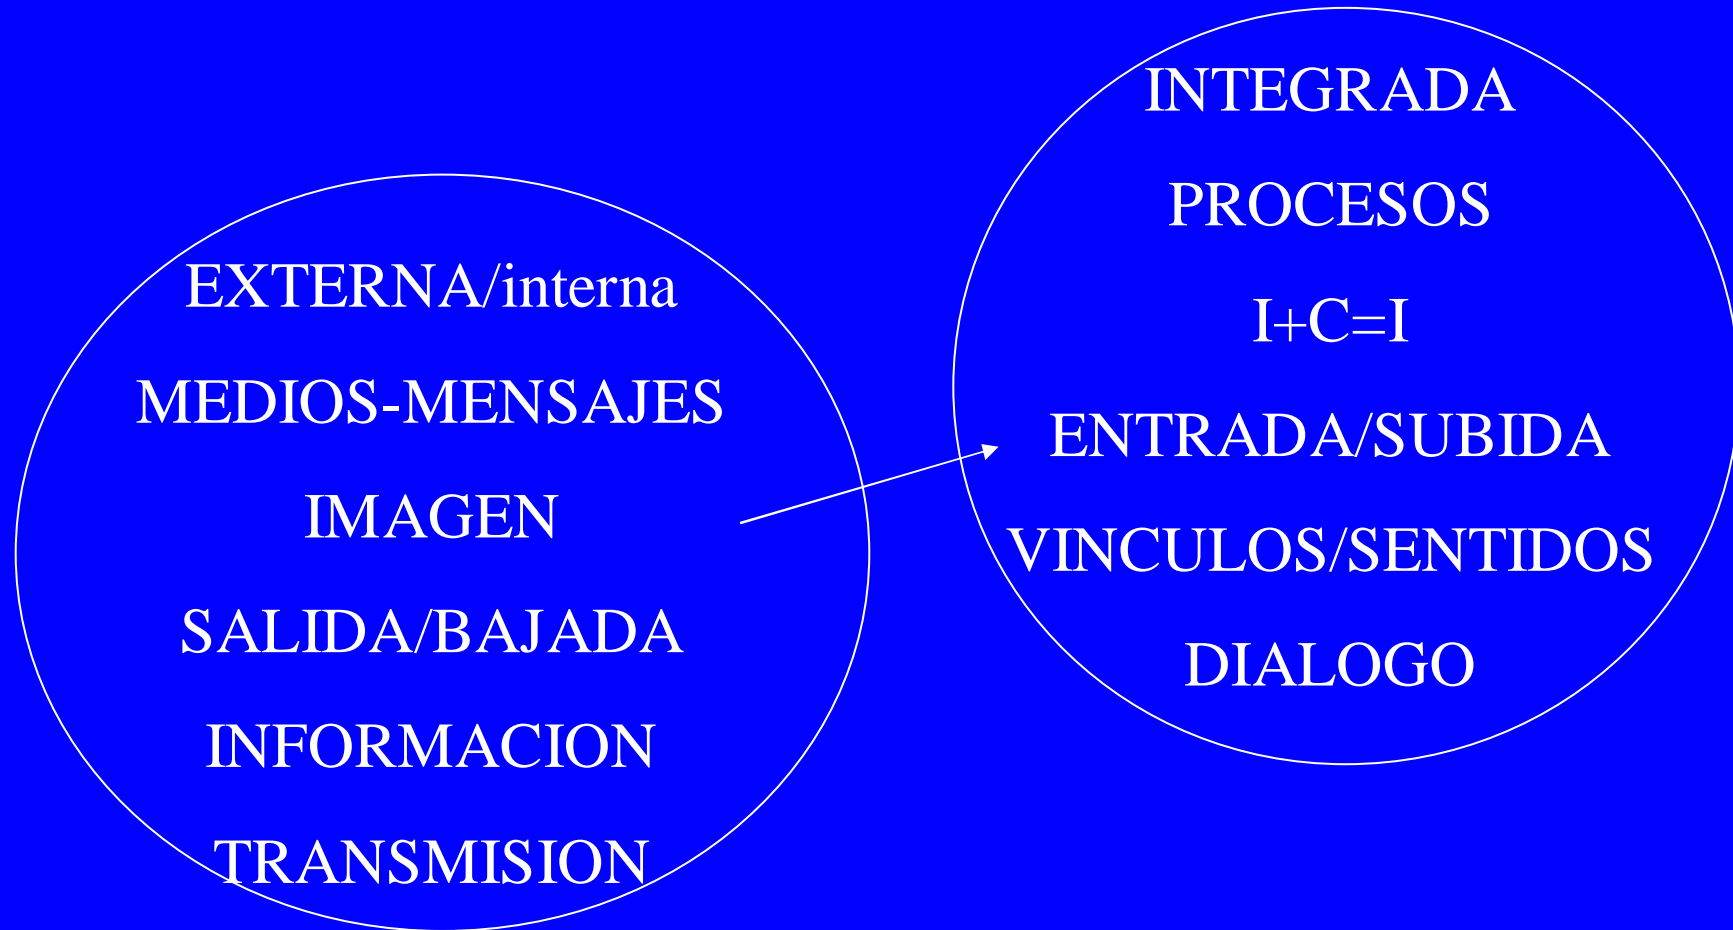 EXTERNA/interna
MEDIOS-MENSAJES
IMAGEN
SALIDA/BAJADA
INFORMACION
TRANSMISION
INTEGRADA
PROCESOS
I+C=I
ENTRADA/SUBIDA
VINCULOS/SENTIDOS
DIALOGO